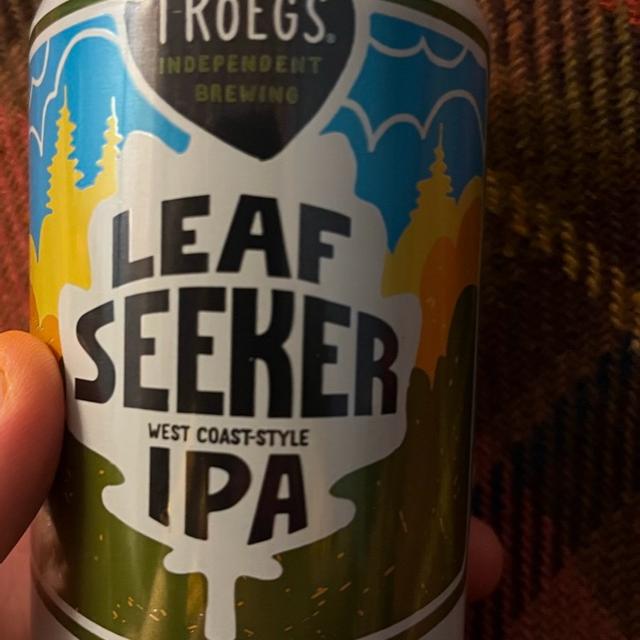 TRÖEGS
INDEPENDENT
BREWING
LEAF
SEEKER
WEST COAST-STYLE
IPA